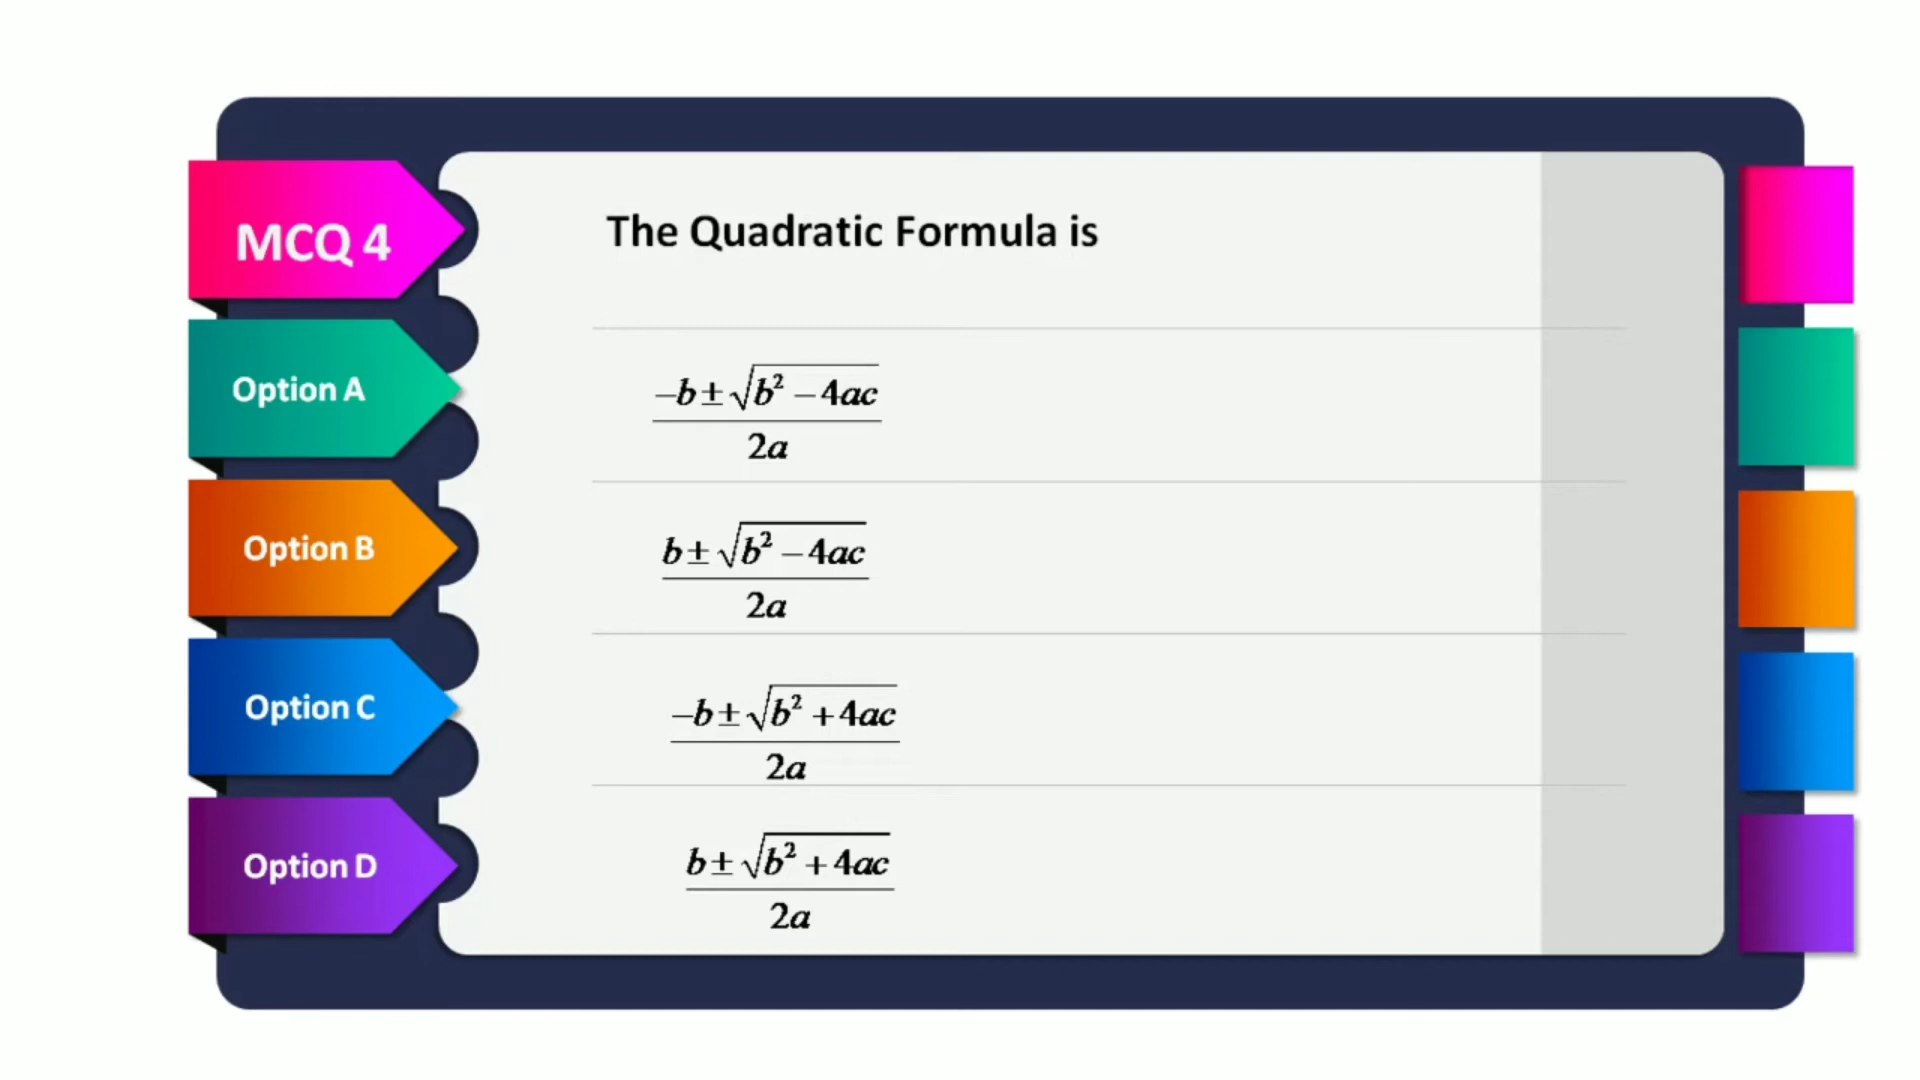 MCQ 4
The Quadratic Formula is
Option A
−b ± √(b² − 4ac) / 2a
Option B
b ± √(b² − 4ac) / 2a
Option C
−b ± √(b² + 4ac) / 2a
Option D
b ± √(b² + 4ac) / 2a